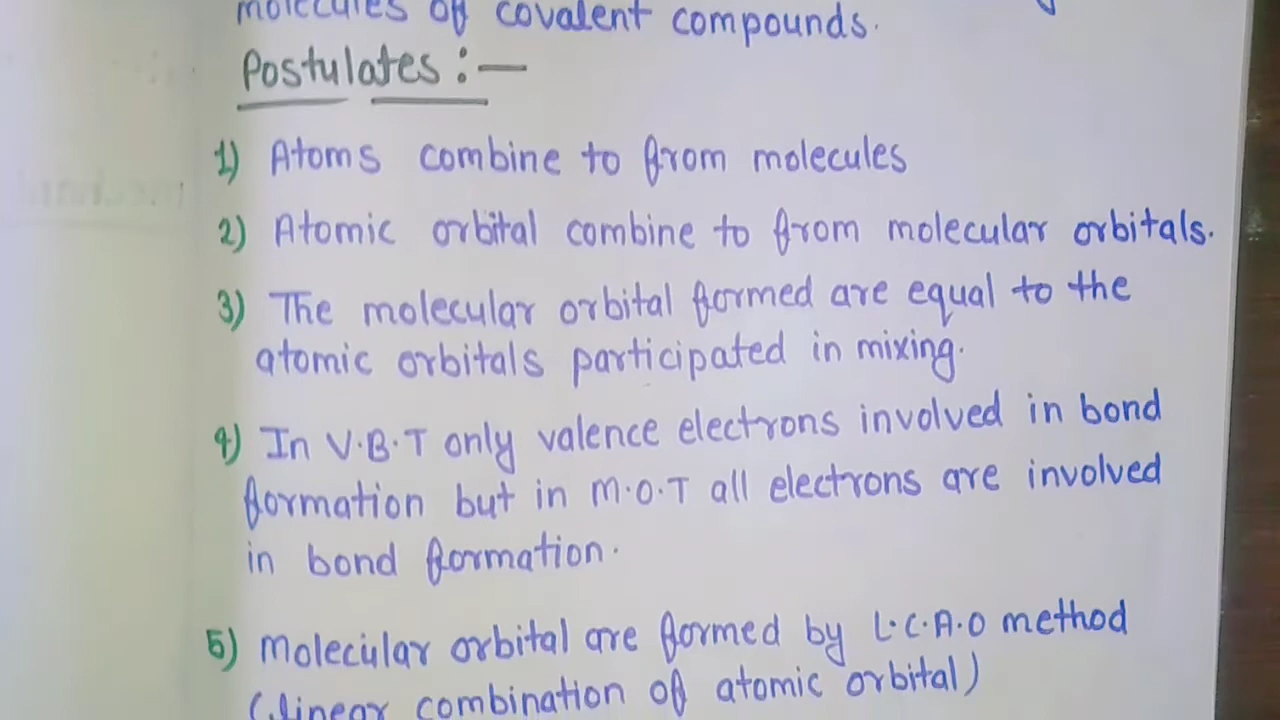 molecules of covalent compounds.
Postulates :—
1) Atoms combine to from molecules
2) Atomic orbital combine to from molecular orbitals.
3) The molecular orbital formed are equal to the
atomic orbitals participated in mixing.
4) In V.B.T only valence electrons involved in bond
formation but in M.O.T all electrons are involved
in bond formation.
5) Molecular orbital are formed by L.C.A.O method
(linear combination of atomic orbital)